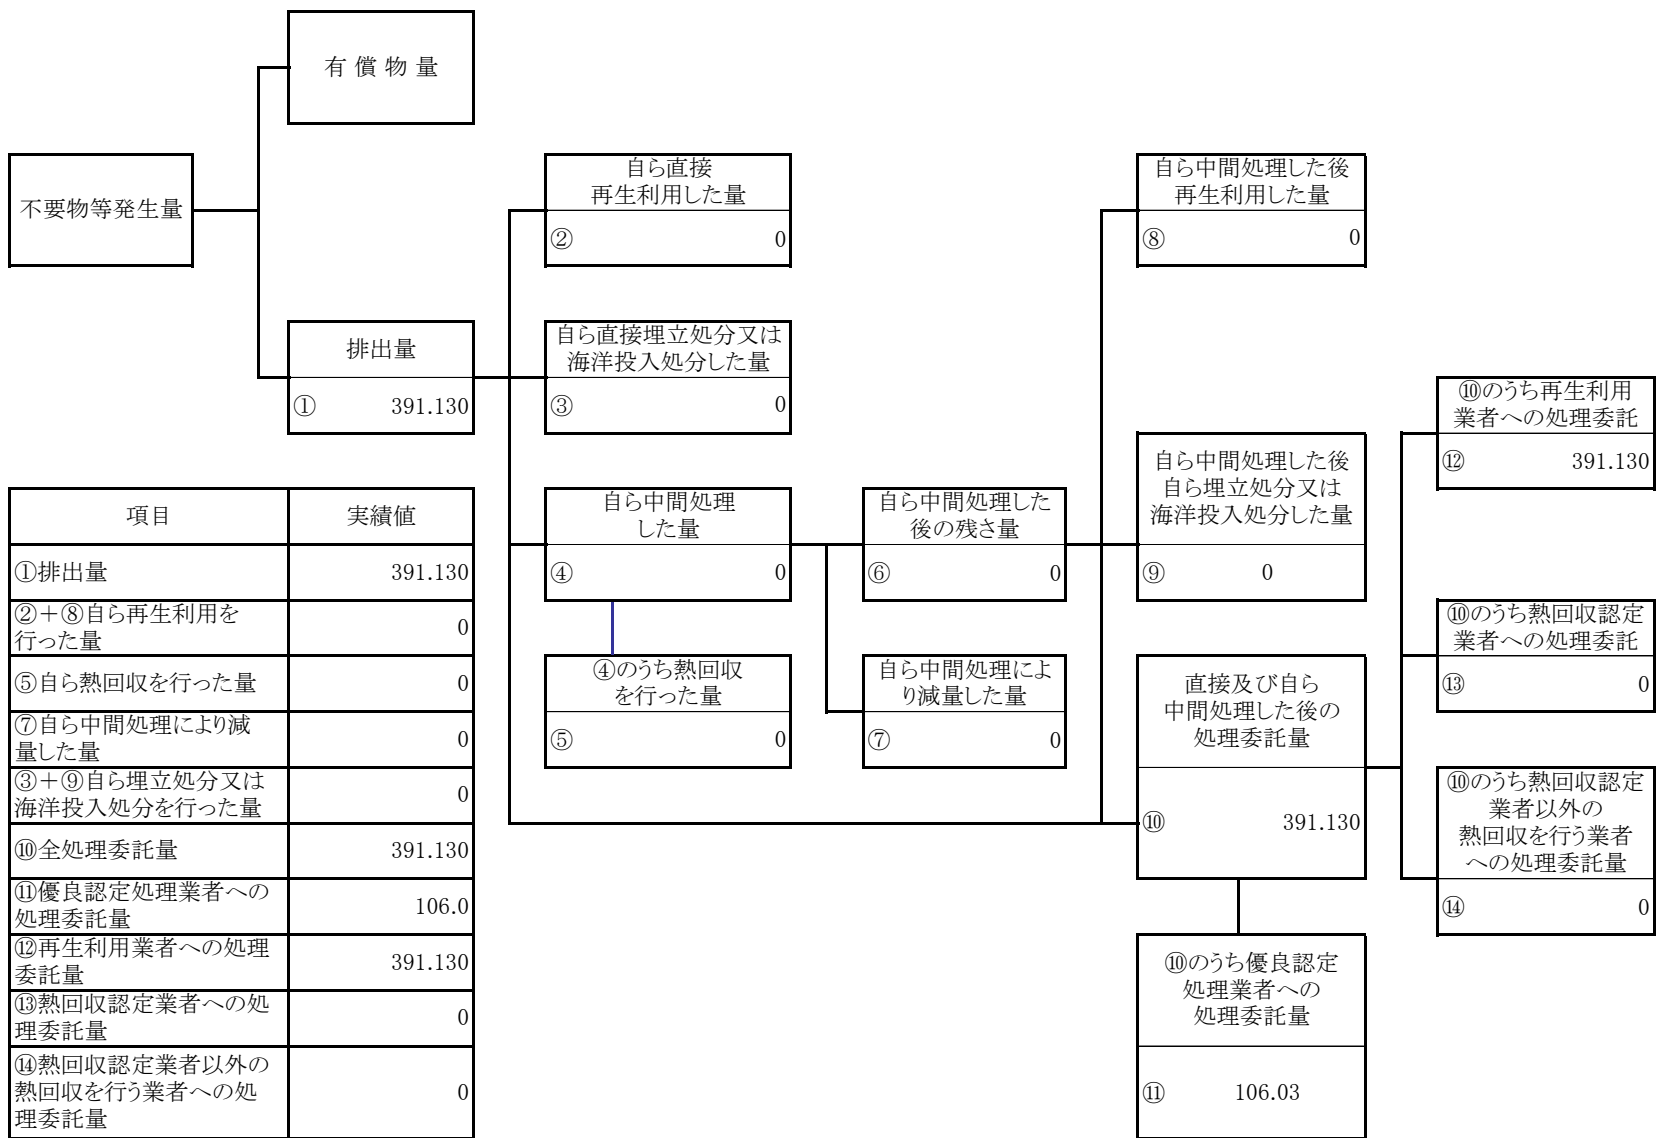 有 償 物 量
不要物等発生量
自ら直接
再生利用した量
② 0
自ら中間処理した後
再生利用した量
⑧ 0
排出量
① 391.130
自ら直接埋立処分又は
海洋投入処分した量
③ 0
自ら中間処理
した量
④ 0
自ら中間処理した
後の残さ量
⑥ 0
自ら中間処理した後
自ら埋立処分又は
海洋投入処分した量
⑨ 0
⑩のうち再生利用
業者への処理委託
⑫ 391.130
④のうち熱回収
を行った量
⑤ 0
自ら中間処理によ
り減量した量
⑦ 0
直接及び自ら
中間処理した後の
処理委託量
⑩ 391.130
⑩のうち熱回収認定
業者への処理委託
⑬ 0
⑩のうち熱回収認定
業者以外の
熱回収を行う業者
への処理委託量
⑭ 0
⑩のうち優良認定
処理業者への
処理委託量
⑪ 106.03
項目 実績値
①排出量 391.130
②＋⑧自ら再生利用を
行った量 0
⑤自ら熱回収を行った量 0
⑦自ら中間処理により減
量した量 0
③＋⑨自ら埋立処分又は
海洋投入処分を行った量 0
⑩全処理委託量 391.130
⑪優良認定処理業者への
処理委託量 106.0
⑫再生利用業者への処理
委託量 391.130
⑬熱回収認定業者への処
理委託量 0
⑭熱回収認定業者以外の
熱回収を行う業者への処
理委託量 0